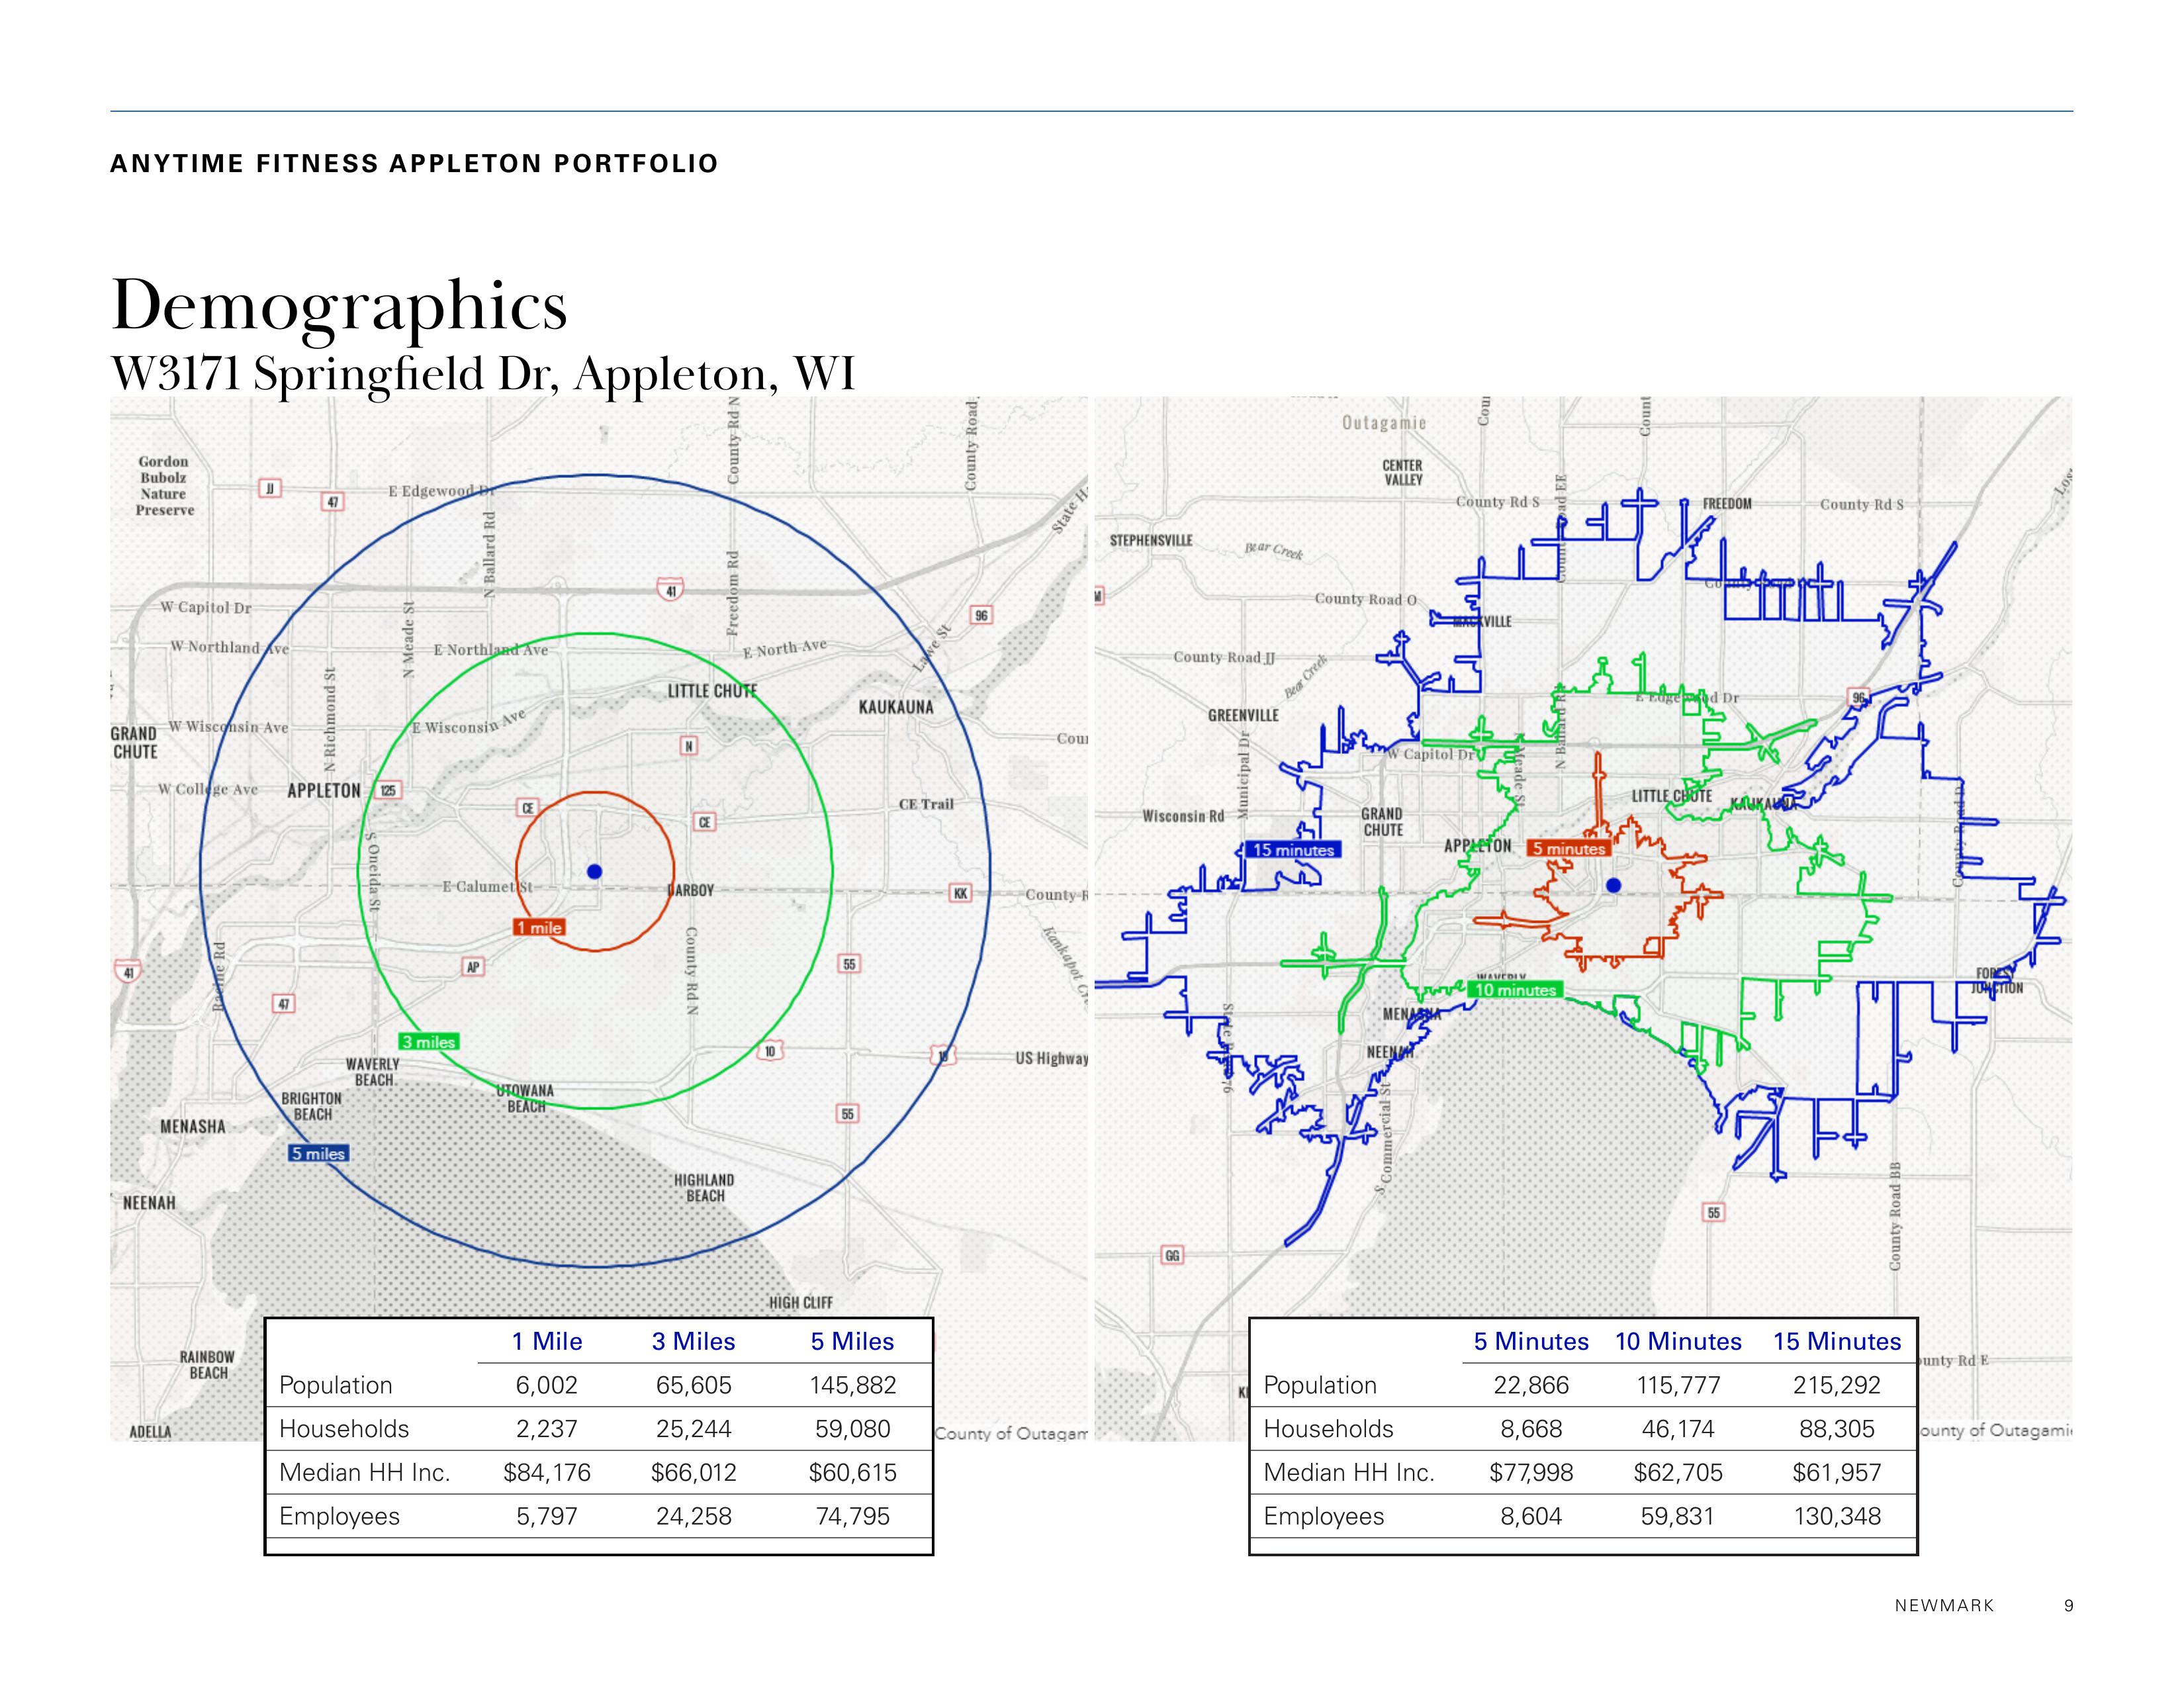 ANYTIME FITNESS APPLETON PORTFOLIO
Demographics
W3171 Springfield Dr, Appleton, WI
Gordon
Bubolz
Nature
Preserve
JJ
47
E Edgewood Dr
N Ballard Rd
County Rd N
County Road
State H
W Capitol Dr
N Meade St
41
Freedom Rd
96
W Northland Ave
E Northland Ave
E North Ave
Lawe St
N Richmond St
LITTLE CHUTE
KAUKAUNA
GRAND
CHUTE
W Wisconsin Ave
E Wisconsin Ave
N
Cou
W College Ave
APPLETON
125
CE
CE
CE Trail
S Oneida St
E Calumet St
DARBOY
KK
County R
1 mile
Racine Rd
41
AP
County Rd N
55
Kankapot Cr
47
3 miles
WAVERLY
BEACH
10
10
US Highway
BRIGHTON
BEACH
UTOWANA
BEACH
55
MENASHA
5 miles
HIGHLAND
BEACH
NEENAH
HIGH CLIFF
RAINBOW
BEACH
ADELLA
County of Outagam
1 Mile 3 Miles 5 Miles
Population 6,002 65,605 145,882
Households 2,237 25,244 59,080
Median HH Inc. $84,176 $66,012 $60,615
Employees 5,797 24,258 74,795
Outagamie
Cou
Count
CENTER
VALLEY
County Rd S
FREEDOM
County Rd S
STEPHENSVILLE
Bear Creek
County Road O
MACKVILLE
County Road JJ
Bear Creek
GREENVILLE
E Edgewood Dr
96
Municipal Dr
W Capitol Dr
N Meade St
N Ballard R
Wisconsin Rd
GRAND
CHUTE
LITTLE CHUTE
KAUKAUNA
15 minutes
APPLETON
5 minutes
WAVERLY
10 minutes
FOREST
JUNCTION
MENASHA
NEENAH
S Commercial St
55
County Road BB
GG
ounty Rd E
ounty of Outagami
5 Minutes 10 Minutes 15 Minutes
Population 22,866 115,777 215,292
Households 8,668 46,174 88,305
Median HH Inc. $77,998 $62,705 $61,957
Employees 8,604 59,831 130,348
NEWMARK 9